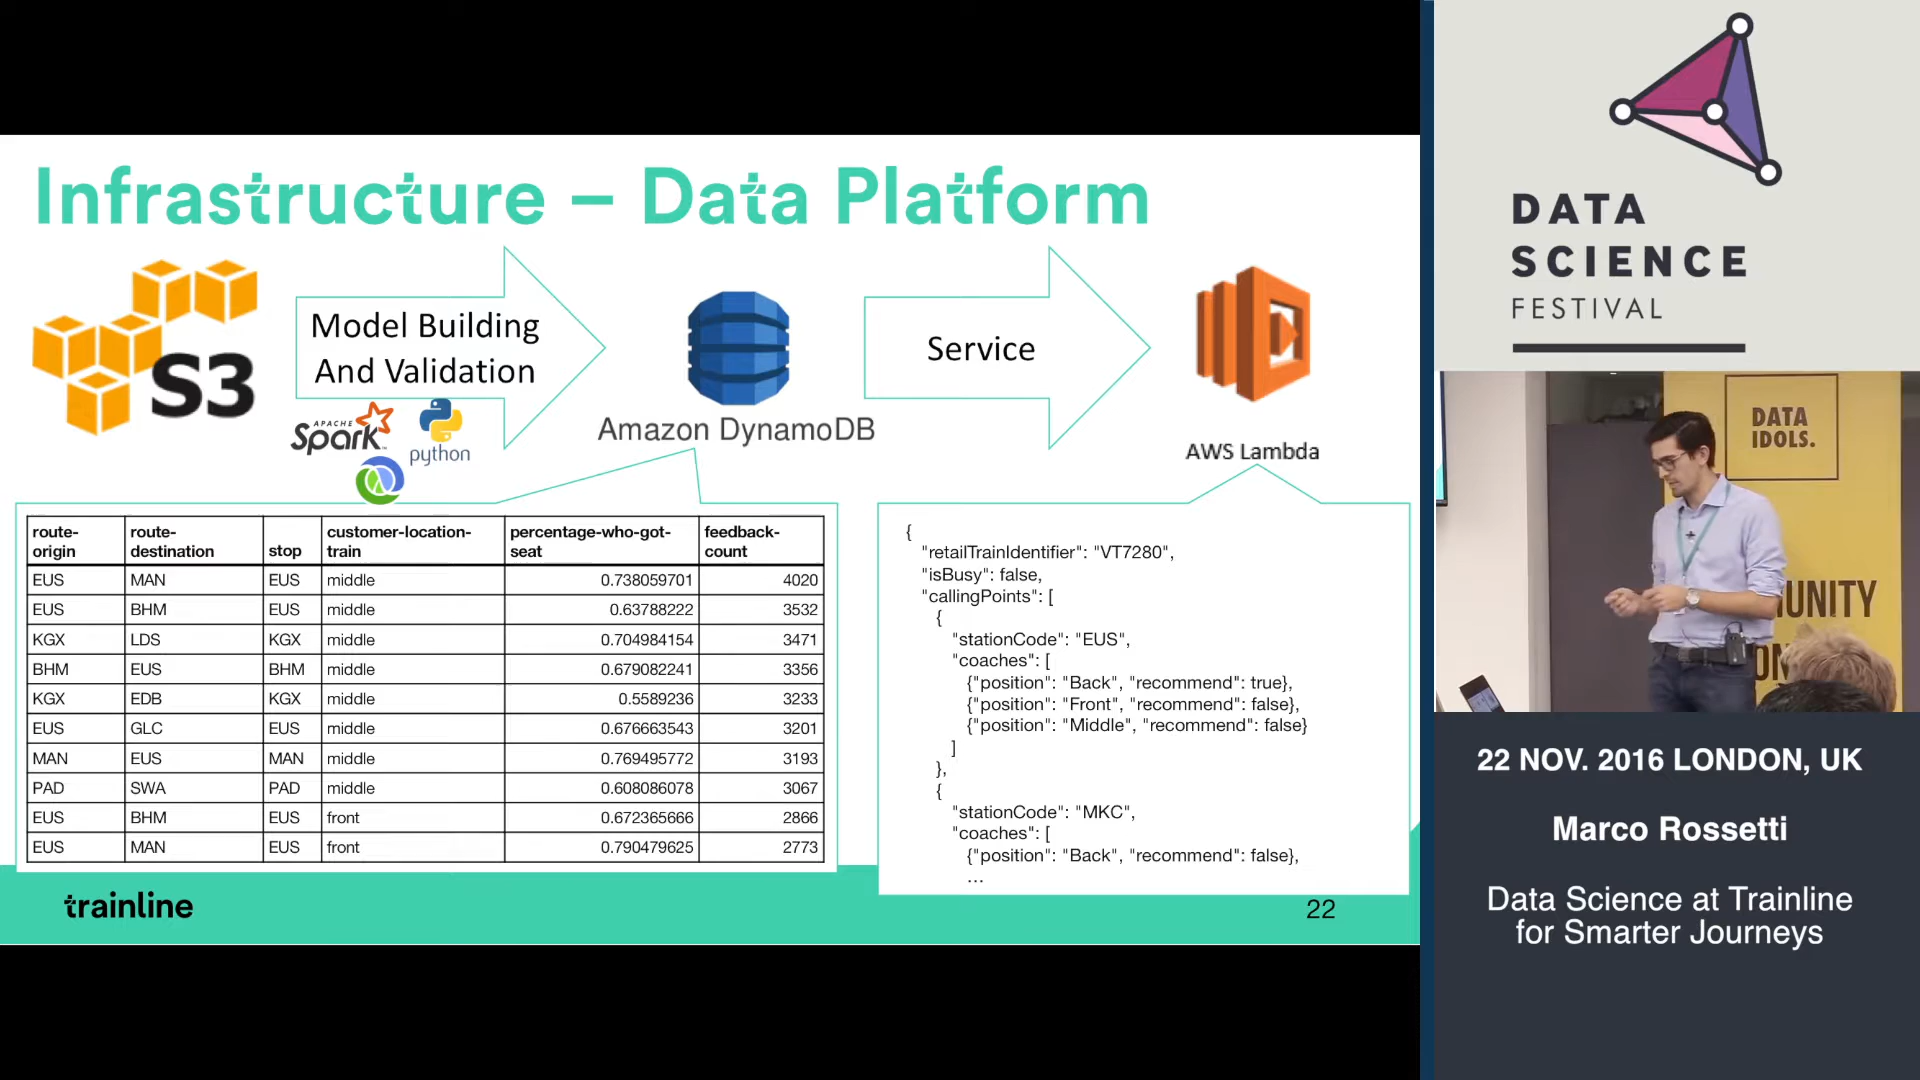 Infrastructure – Data Platform
S3
Model Building
And Validation
APACHE
Spark
python
Amazon DynamoDB
Service
AWS Lambda
route-origin route-destination stop customer-location-train percentage-who-got-seat feedback-count
EUS MAN EUS middle 0.738059701 4020
EUS BHM EUS middle 0.63788222 3532
KGX LDS KGX middle 0.704984154 3471
BHM EUS BHM middle 0.679082241 3356
KGX EDB KGX middle 0.5589236 3233
EUS GLC EUS middle 0.676663543 3201
MAN EUS MAN middle 0.769495772 3193
PAD SWA PAD middle 0.608086078 3067
EUS BHM EUS front 0.672365666 2866
EUS MAN EUS front 0.790479625 2773
{
"retailTrainIdentifier": "VT7280",
"isBusy": false,
"callingPoints": [
{
"stationCode": "EUS",
"coaches": [
{"position": "Back", "recommend": true},
{"position": "Front", "recommend": false},
{"position": "Middle", "recommend": false}
]
},
{
"stationCode": "MKC",
"coaches": [
{"position": "Back", "recommend": false},
...
trainline
22
DATA
SCIENCE
FESTIVAL
DATA
IDOLS.
UNITY
22 NOV. 2016 LONDON, UK
Marco Rossetti
Data Science at Trainline
for Smarter Journeys